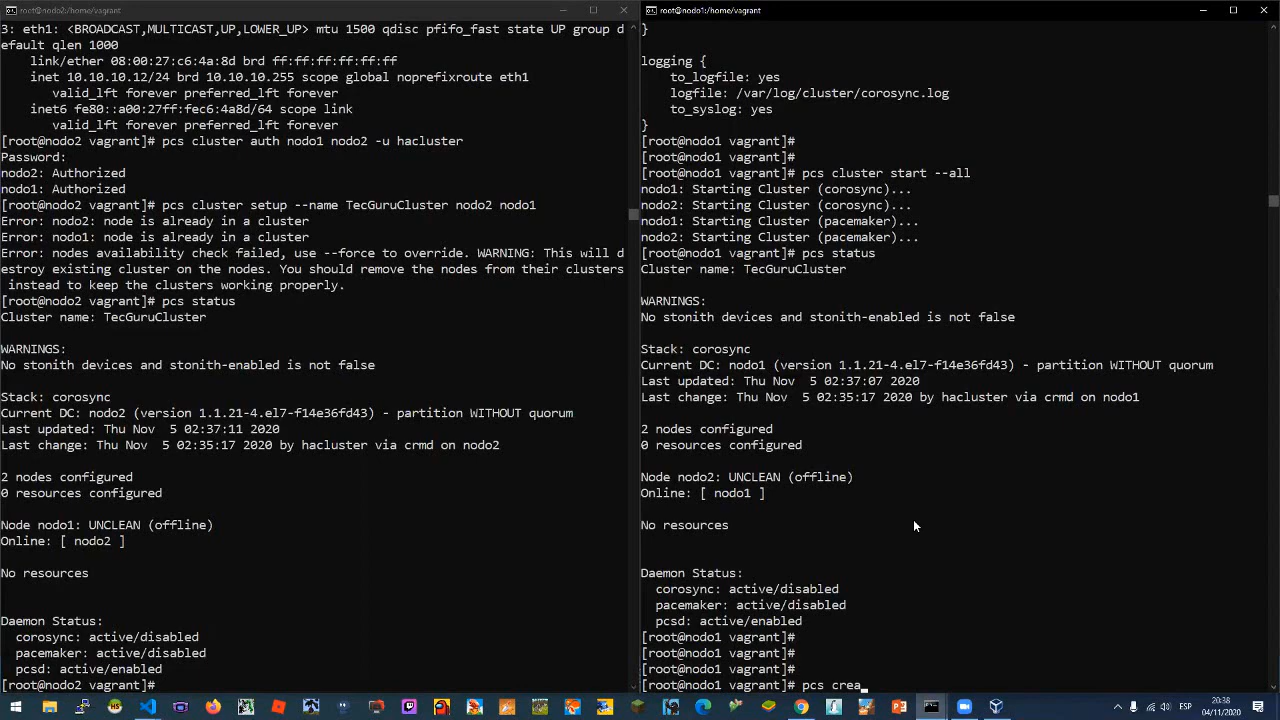 root@nodo2:/home/vagrant
3: eth1: <BROADCAST,MULTICAST,UP,LOWER_UP> mtu 1500 qdisc pfifo_fast state UP group d
efault qlen 1000
    link/ether 08:00:27:c6:4a:8d brd ff:ff:ff:ff:ff:ff
    inet 10.10.10.12/24 brd 10.10.10.255 scope global noprefixroute eth1
       valid_lft forever preferred_lft forever
    inet6 fe80::a00:27ff:fec6:4a8d/64 scope link
       valid_lft forever preferred_lft forever
[root@nodo2 vagrant]# pcs cluster auth nodo1 nodo2 -u hacluster
Password:
nodo2: Authorized
nodo1: Authorized
[root@nodo2 vagrant]# pcs cluster setup --name TecGuruCluster nodo2 nodo1
Error: nodo2: node is already in a cluster
Error: nodo1: node is already in a cluster
Error: nodes availability check failed, use --force to override. WARNING: This will d
estroy existing cluster on the nodes. You should remove the nodes from their clusters
 instead to keep the clusters working properly.
[root@nodo2 vagrant]# pcs status
Cluster name: TecGuruCluster
WARNINGS:
No stonith devices and stonith-enabled is not false
Stack: corosync
Current DC: nodo2 (version 1.1.21-4.el7-f14e36fd43) - partition WITHOUT quorum
Last updated: Thu Nov  5 02:37:11 2020
Last change: Thu Nov  5 02:35:17 2020 by hacluster via crmd on nodo2
2 nodes configured
0 resources configured
Node nodo1: UNCLEAN (offline)
Online: [ nodo2 ]
No resources
Daemon Status:
  corosync: active/disabled
  pacemaker: active/disabled
  pcsd: active/enabled
[root@nodo2 vagrant]#
root@nodo1:/home/vagrant
}
logging {
    to_logfile: yes
    logfile: /var/log/cluster/corosync.log
    to_syslog: yes
}
[root@nodo1 vagrant]#
[root@nodo1 vagrant]#
[root@nodo1 vagrant]# pcs cluster start --all
nodo1: Starting Cluster (corosync)...
nodo2: Starting Cluster (corosync)...
nodo1: Starting Cluster (pacemaker)...
nodo2: Starting Cluster (pacemaker)...
[root@nodo1 vagrant]# pcs status
Cluster name: TecGuruCluster
WARNINGS:
No stonith devices and stonith-enabled is not false
Stack: corosync
Current DC: nodo1 (version 1.1.21-4.el7-f14e36fd43) - partition WITHOUT quorum
Last updated: Thu Nov  5 02:37:07 2020
Last change: Thu Nov  5 02:35:17 2020 by hacluster via crmd on nodo1
2 nodes configured
0 resources configured
Node nodo2: UNCLEAN (offline)
Online: [ nodo1 ]
No resources
Daemon Status:
  corosync: active/disabled
  pacemaker: active/disabled
  pcsd: active/enabled
[root@nodo1 vagrant]#
[root@nodo1 vagrant]#
[root@nodo1 vagrant]#
[root@nodo1 vagrant]# pcs crea
ESP
20:38
04/11/2020